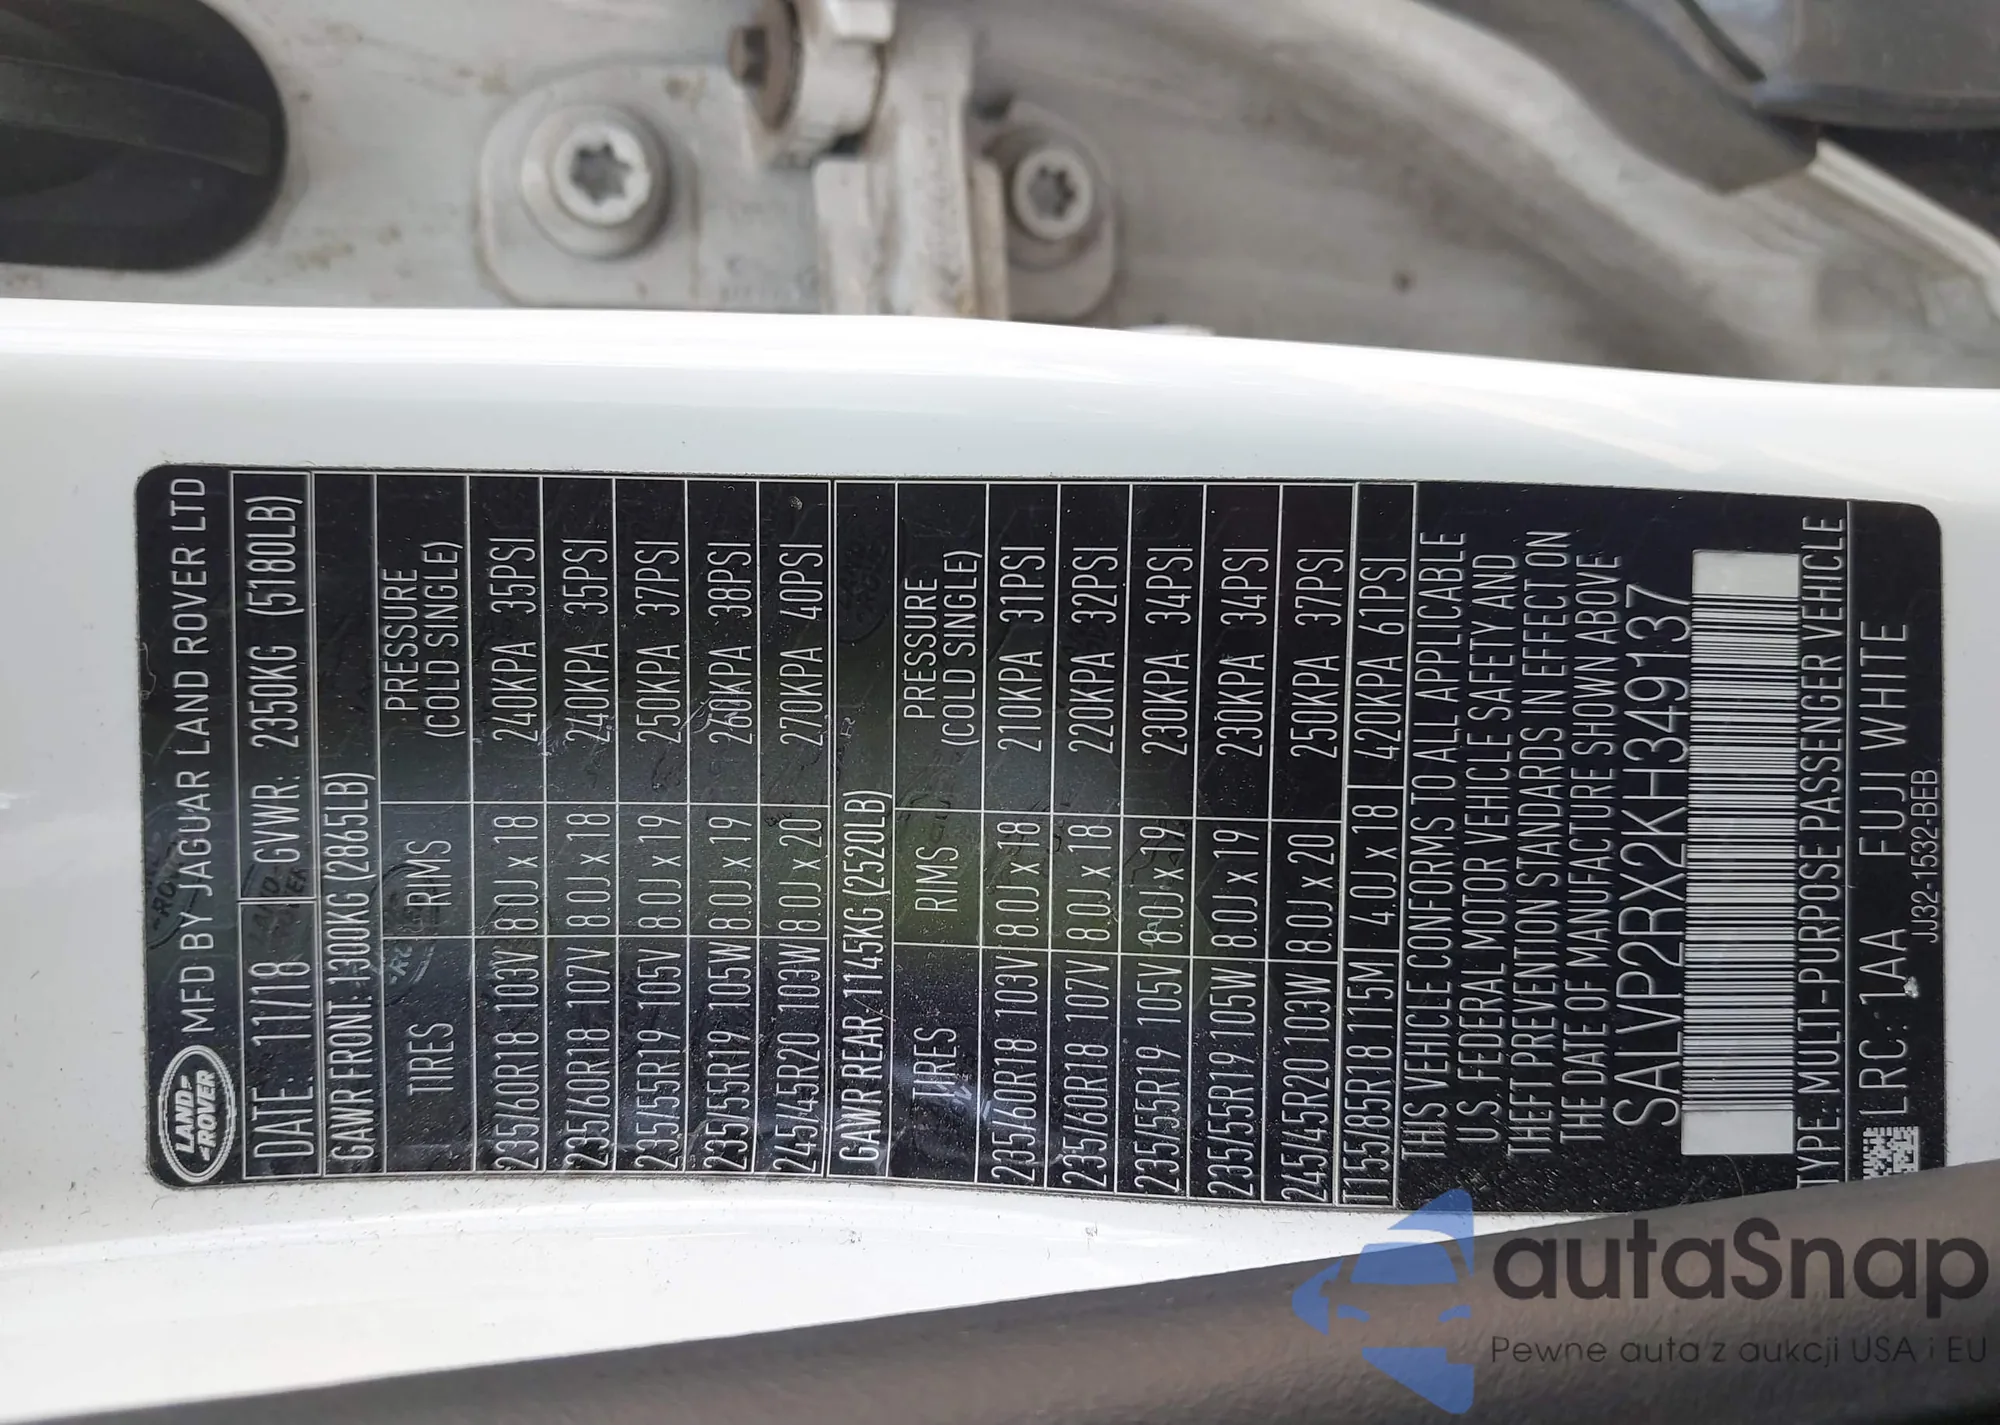 LAND-
-ROVER
MFD BY JAGUAR LAND ROVER LTD
DATE: 11/18 GVWR: 2350KG (5180LB)
GAWR FRONT: 1300KG (2865LB)
TIRES RIMS PRESSURE
(COLD SINGLE)
235/60R18 103V 8.0J x 18 240KPA 35PSI
235/60R18 107V 8.0J x 18 240KPA 35PSI
235/55R19 105V 8.0J x 19 250KPA 37PSI
235/55R19 105W 8.0J x 19 260KPA 38PSI
245/45R20 103W 8.0J x 20 270KPA 40PSI
GAWR REAR 1145KG (2520LB)
TIRES RIMS PRESSURE
(COLD SINGLE)
235/60R18 103V 8.0J x 18 210KPA 31PSI
235/60R18 107V 8.0J x 18 220KPA 32PSI
235/55R19 105V 8.0J x 19 230KPA 34PSI
235/55R19 105W 8.0J x 19 230KPA 34PSI
245/45R20 103W 8.0J x 20 250KPA 37PSI
T155/85R18 115M 4.0J x 18 420KPA 61PSI
THIS VEHICLE CONFORMS TO ALL APPLICABLE
U.S. FEDERAL MOTOR VEHICLE SAFETY AND
THEFT PREVENTION STANDARDS IN EFFECT ON
THE DATE OF MANUFACTURE SHOWN ABOVE
SALVP2RX2KH349137
TYPE: MULTI-PURPOSE PASSENGER VEHICLE
LRC: 1AA FUJI WHITE
JJ32-1532-BEB
autaSnap
Pewne auta z aukcji USA i EU